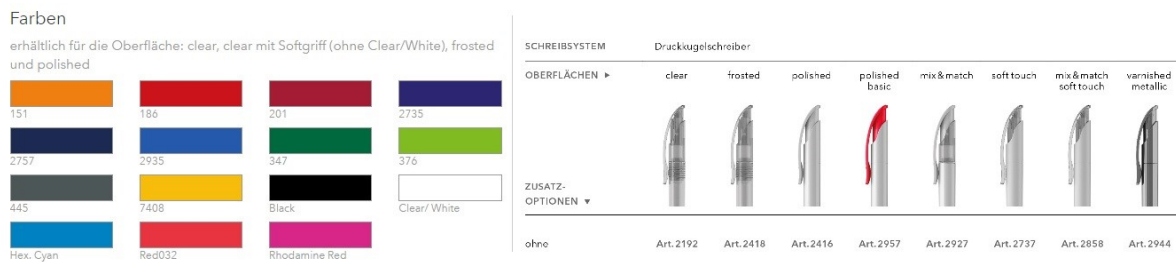 Farben
erhältlich für die Oberfläche: clear, clear mit Softgriff (ohne Clear/White), frosted
und polished
151 186 201 2735
2757 2935 347 376
445 7408 Black Clear/ White
Hex. Cyan Red032 Rhodamine Red
SCHREIBSYSTEM Druckkugelschreiber
OBERFLÄCHEN ▶ clear frosted polished polished mix & match soft touch mix & match varnished
basic soft touch metallic
ZUSATZ-
OPTIONEN ▼
ohne Art. 2192 Art. 2418 Art. 2416 Art. 2957 Art. 2927 Art. 2737 Art. 2858 Art. 2944